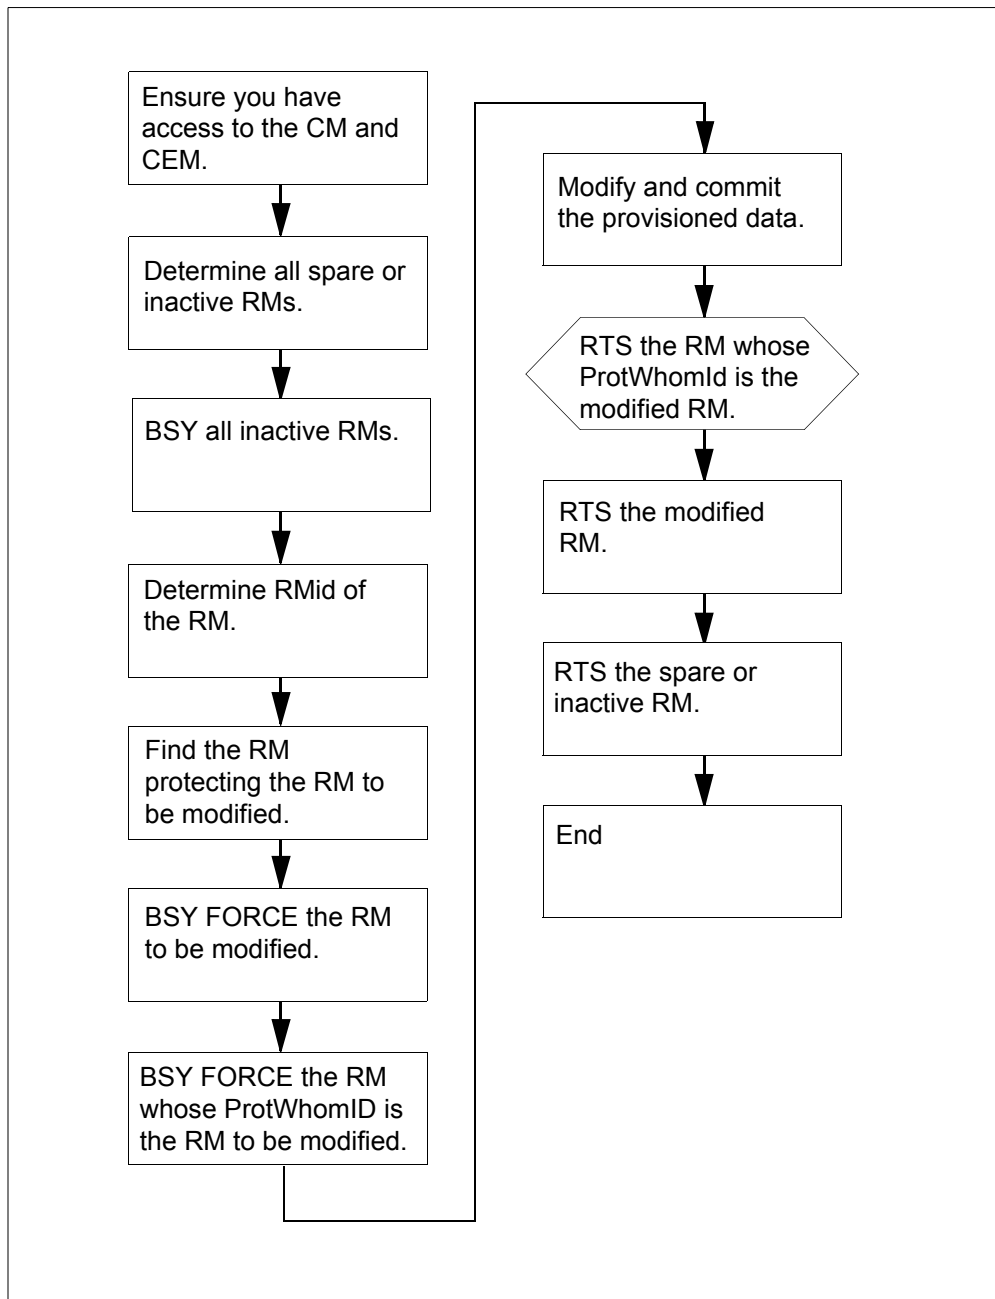 Ensure you have
access to the CM and
CEM.
Determine all spare or
inactive RMs.
BSY all inactive RMs.
Determine RMid of
the RM.
Find the RM
protecting the RM to
be modified.
BSY FORCE the RM
to be modified.
BSY FORCE the RM
whose ProtWhomID is
the RM to be modified.
Modify and commit
the provisioned data.
RTS the RM whose
ProtWhomId is the
modified RM.
RTS the modified
RM.
RTS the spare or
inactive RM.
End